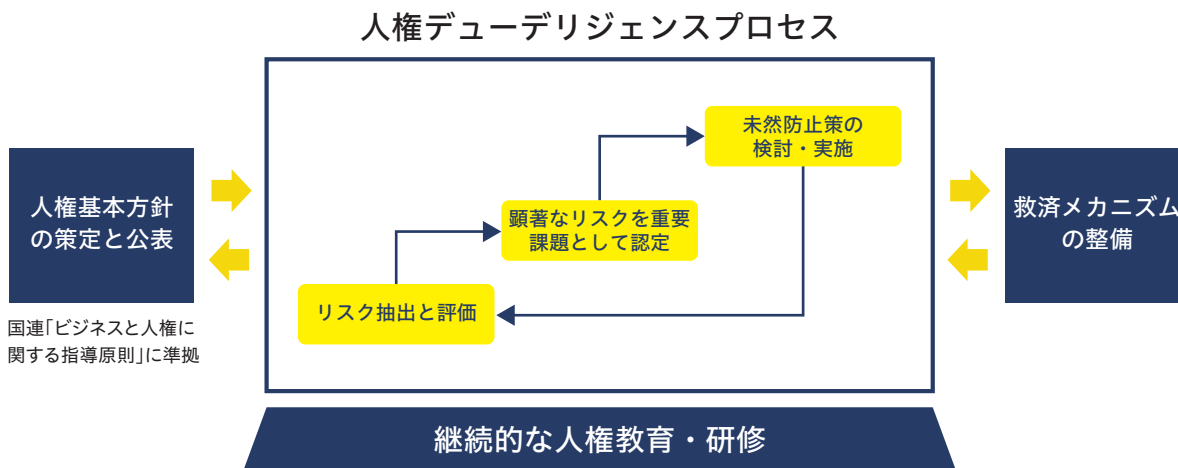 人権デューデリジェンスプロセス
人権基本方針
の策定と公表
国連「ビジネスと人権に
関する指導原則」に準拠
未然防止策の
検討・実施
顕著なリスクを重要
課題として認定
リスク抽出と評価
救済メカニズム
の整備
継続的な人権教育・研修